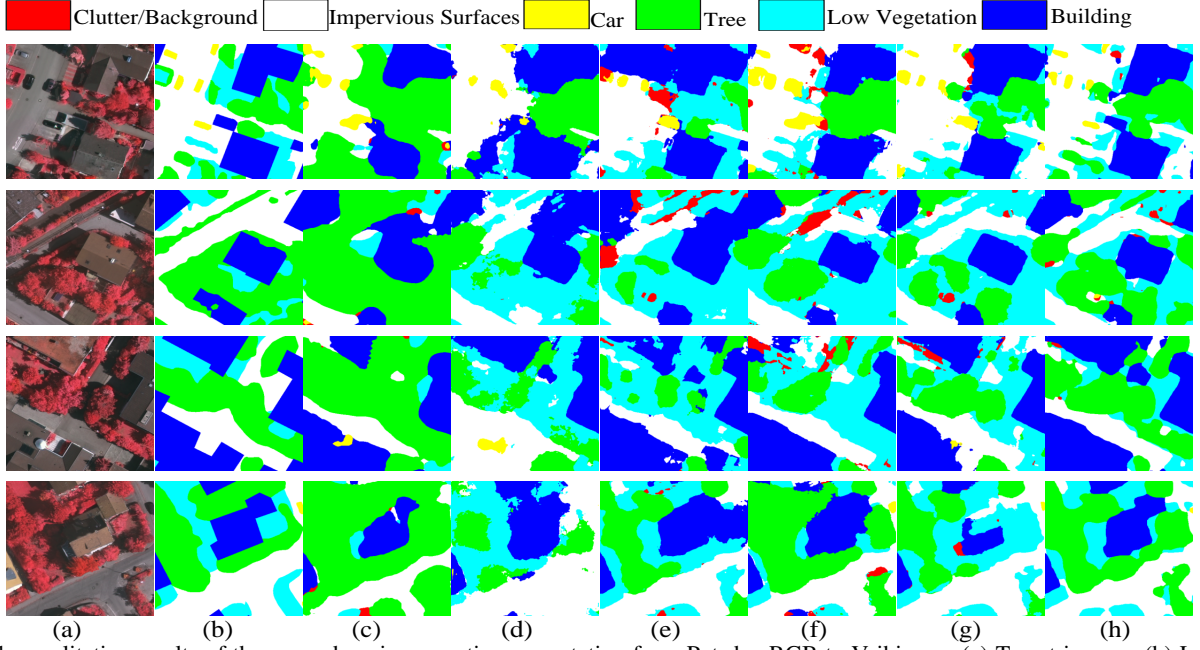 Clutter/Background Impervious Surfaces Car Tree Low Vegetation Building
(a) (b) (c) (d) (e) (f) (g) (h)